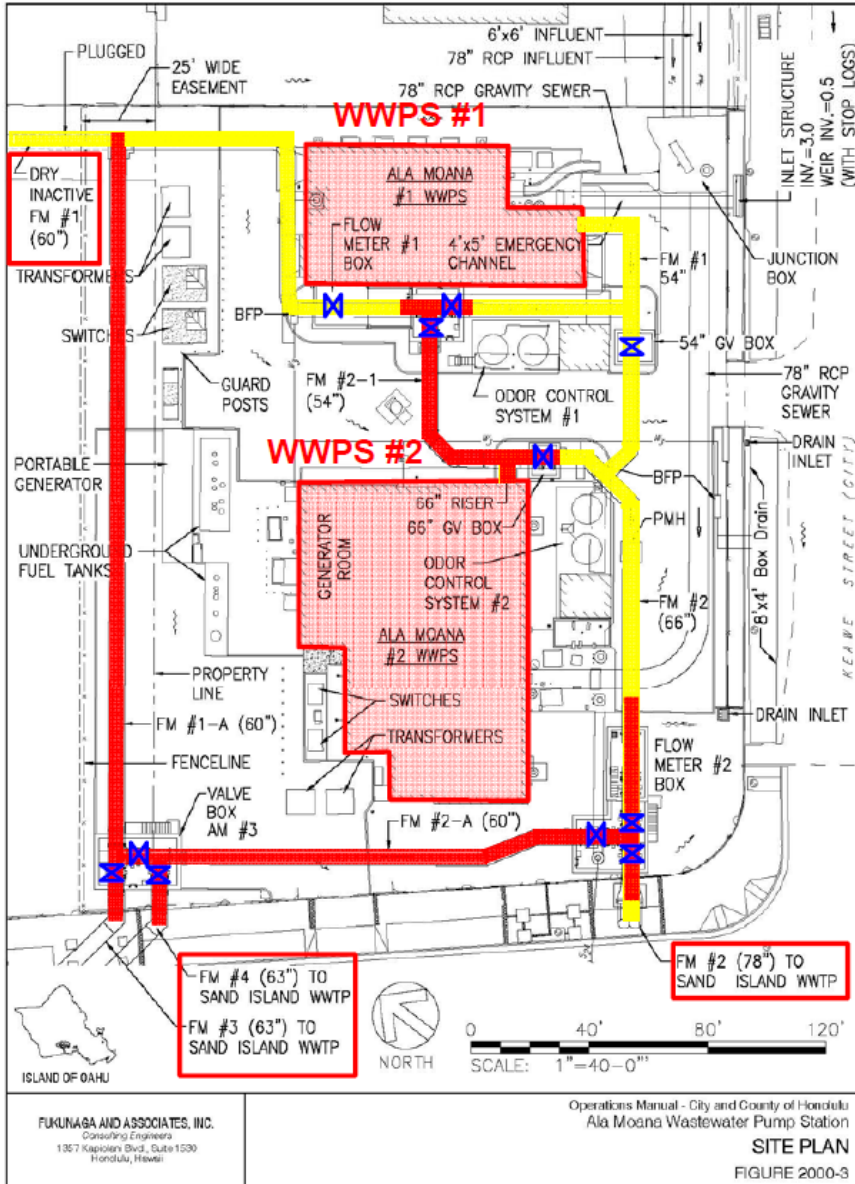 6'x6' INFLUENT
78" RCP INFLUENT
78" RCP GRAVITY SEWER
PLUGGED
25' WIDE
EASEMENT
WWPS #1
INLET STRUCTURE
INV.=3.0
WEIR INV.=0.5
(WITH STOP LOGS)
DRY
INACTIVE
FM #1
(60")
ALA MOANA
#1 WWPS
FLOW
METER #1
BOX
4'x5' EMERGENCY
CHANNEL
FM #1
54"
JUNCTION
BOX
TRANSFORMERS
SWITCHES
BFP
54" GV BOX
GUARD
POSTS
FM #2-1
(54")
ODOR CONTROL
SYSTEM #1
78" RCP
GRAVITY
SEWER
WWPS #2
DRAIN
INLET
PORTABLE
GENERATOR
66" RISER
66" GV BOX
BFP
PMH
8'x4' Box Drain
KEAWE STREET (CITY)
UNDERGROUND
FUEL TANKS
GENERATOR
ROOM
ODOR
CONTROL
SYSTEM #2
FM #2
(66")
ALA MOANA
#2 WWPS
PROPERTY
LINE
SWITCHES
DRAIN INLET
FM #1-A (60")
TRANSFORMERS
FENCELINE
FLOW
METER #2
BOX
VALVE
BOX
AM #3
FM #2-A (60")
FM #4 (63") TO
SAND ISLAND WWTP
FM #3 (63") TO
SAND ISLAND WWTP
FM #2 (78") TO
SAND ISLAND WWTP
ISLAND OF OAHU
NORTH
0 40' 80' 120'
SCALE: 1"=40-0"'
FUKUNAGA AND ASSOCIATES, INC.
Consulting Engineers
1357 Kapiolani Blvd., Suite 1530
Honolulu, Hawaii
Operations Manual - City and County of Honolulu
Ala Moana Wastewater Pump Station
SITE PLAN
FIGURE 2000-3